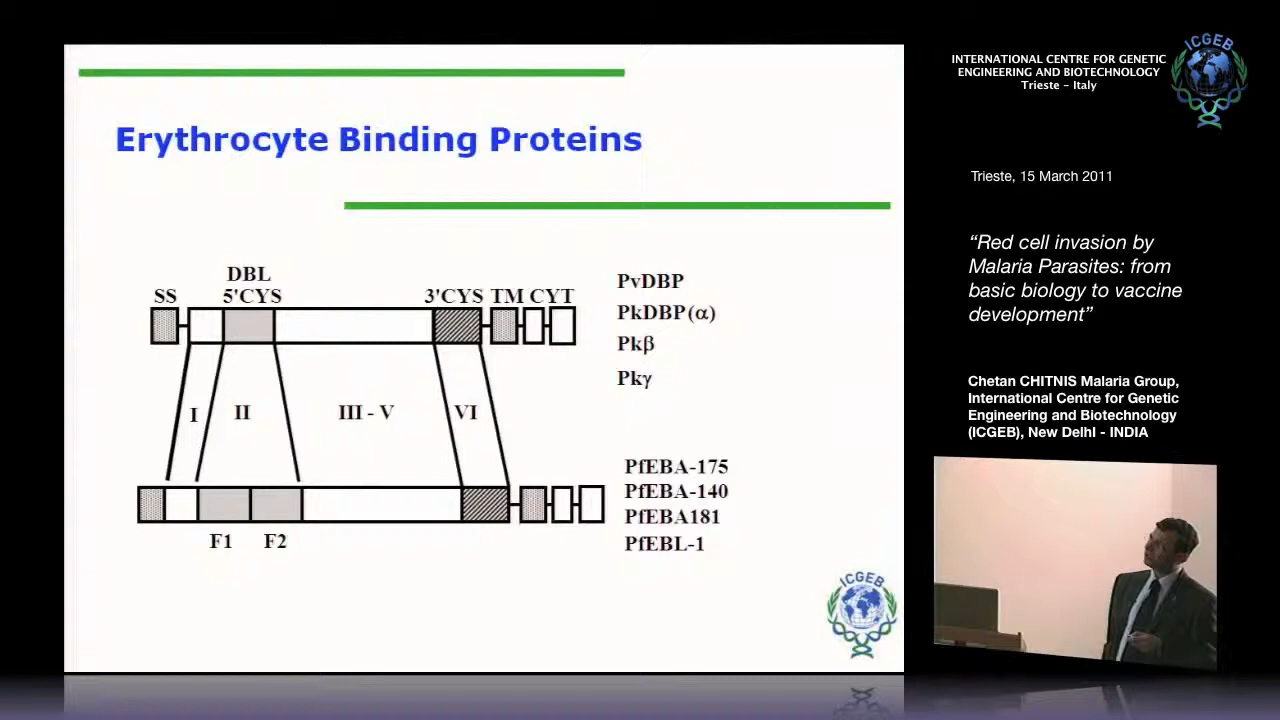 Erythrocyte Binding Proteins
DBL
SS 5'CYS 3'CYS TM CYT
I II III - V VI
F1 F2
PvDBP
PkDBP(α)
Pkβ
Pkγ
PfEBA-175
PfEBA-140
PfEBA181
PfEBL-1
ICGEB
INTERNATIONAL CENTRE FOR GENETIC
ENGINEERING AND BIOTECHNOLOGY
Trieste - Italy
ICGEB
Trieste, 15 March 2011
“Red cell invasion by
Malaria Parasites: from
basic biology to vaccine
development”
Chetan CHITNIS Malaria Group,
International Centre for Genetic
Engineering and Biotechnology
(ICGEB), New DelhI - INDIA